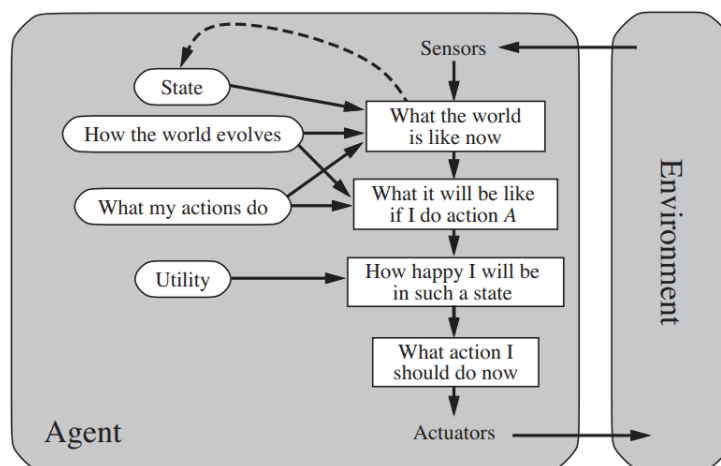 Sensors
State
What the world
is like now
How the world evolves
What my actions do
What it will be like
if I do action A
Utility
How happy I will be
in such a state
What action I
should do now
Agent
Actuators
Environment